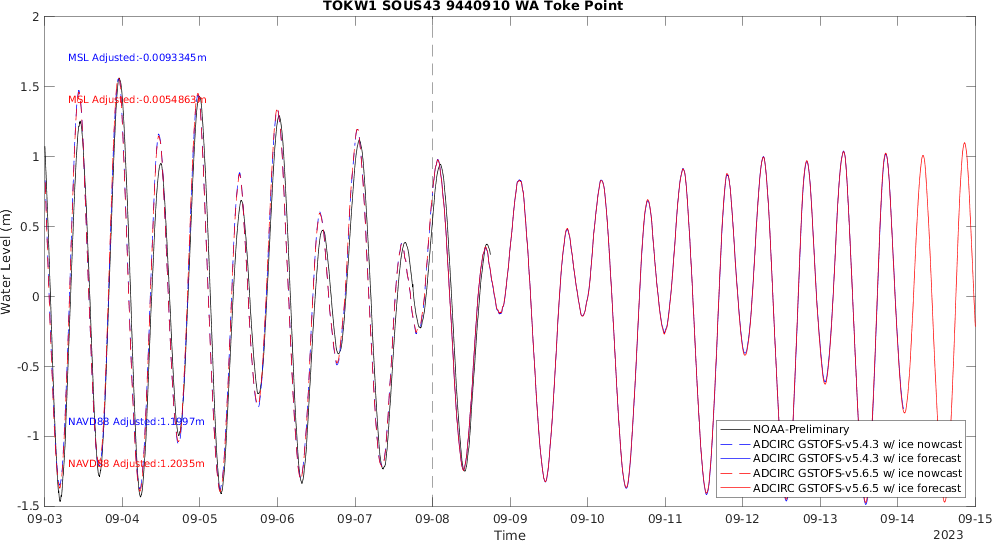 TOKW1 SOUS43 9440910 WA Toke Point
2
1.5
1
0.5
0
-0.5
-1
-1.5
Water Level (m)
MSL Adjusted:-0.0093345m
MSL Adjusted:-0.0054863m
NAVD88 Adjusted:1.1997m
NAVD88 Adjusted:1.2035m
NOAA-Preliminary
ADCIRC GSTOFS-v5.4.3 w/ ice nowcast
ADCIRC GSTOFS-v5.4.3 w/ ice forecast
ADCIRC GSTOFS-v5.6.5 w/ ice nowcast
ADCIRC GSTOFS-v5.6.5 w/ ice forecast
09-03 09-04 09-05 09-06 09-07 09-08 09-09 09-10 09-11 09-12 09-13 09-14 09-15
Time
2023